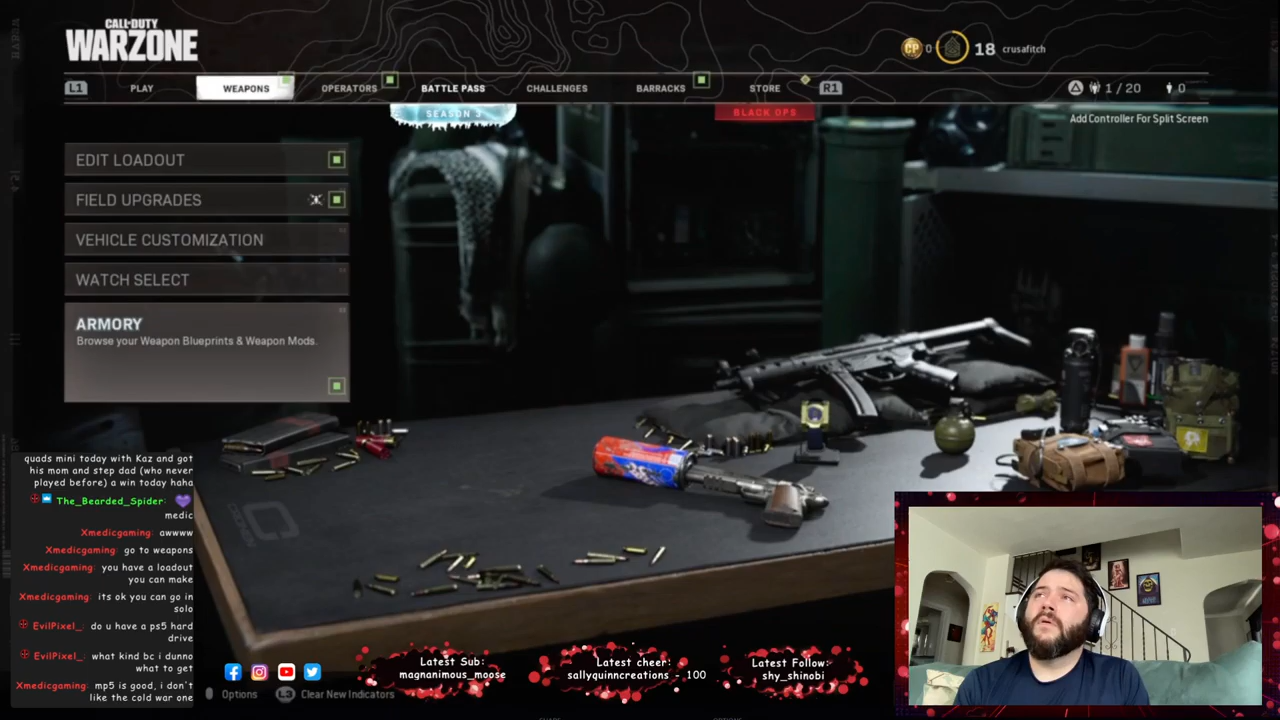 CALL OF DUTY
WARZONE
CP 0 18 crusafitch
L1 PLAY WEAPONS OPERATORS BATTLE PASS CHALLENGES BARRACKS STORE R1 1 / 20 0
SEASON 3
BLACK OPS
Add Controller For Split Screen
EDIT LOADOUT
FIELD UPGRADES
VEHICLE CUSTOMIZATION
WATCH SELECT
ARMORY
Browse your Weapon Blueprints & Weapon Mods.
quads mini today with Kaz and got
his mom and step dad (who never
played before) a win today haha
The_Bearded_Spider:
medic
Xmedicgaming: awwww
Xmedicgaming: go to weapons
Xmedicgaming: you have a loadout
you can make
Xmedicgaming: its ok you can go in
solo
EvilPixel_: do u have a ps5 hard
drive
EvilPixel_: what kind bc i dunno
what to get
Xmedicgaming: mp5 is good, i don't
like the cold war one
Latest Sub:
magnanimous_moose
Latest cheer:
sallyquinncreations - 100
Latest Follow:
shy_shinobi
Options L3 Clear New Indicators